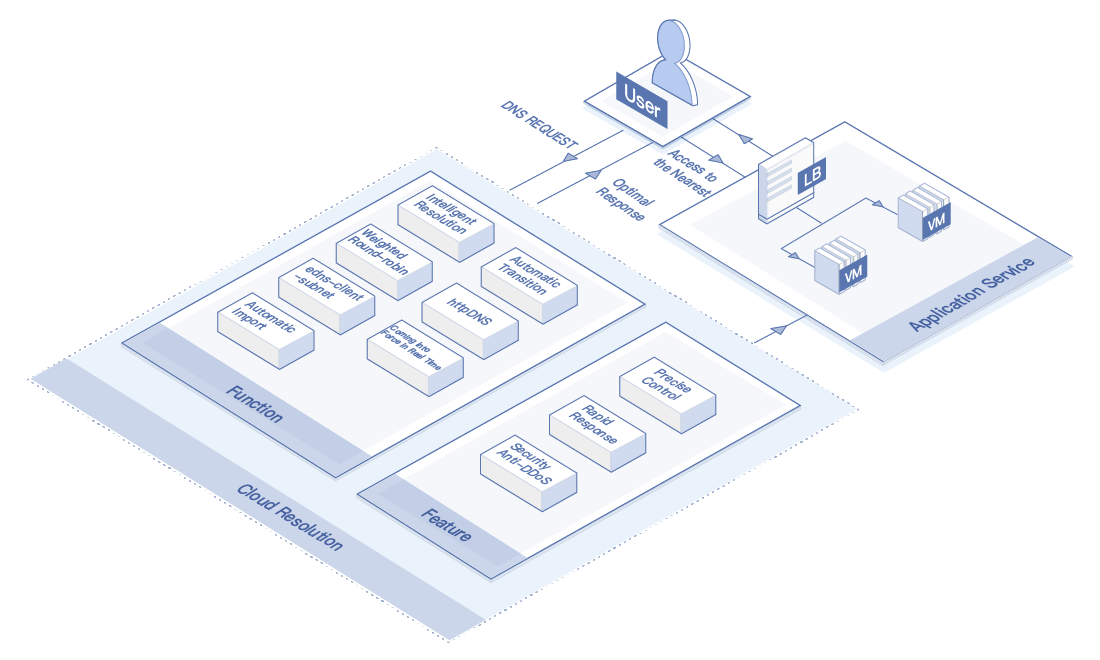 User
DNS REQUEST
Optimal
Response
Access to
the Nearest
LB
VM
VM
Application Service
Intelligent
Resolution
Weighted
Round-robin
edns-client
-subnet
Automatic
Import
Automatic
Transition
httpDNS
Coming into
Force in Real Time
Function
Precise
Control
Rapid
Response
Security
Anti-DDoS
Feature
Cloud Resolution